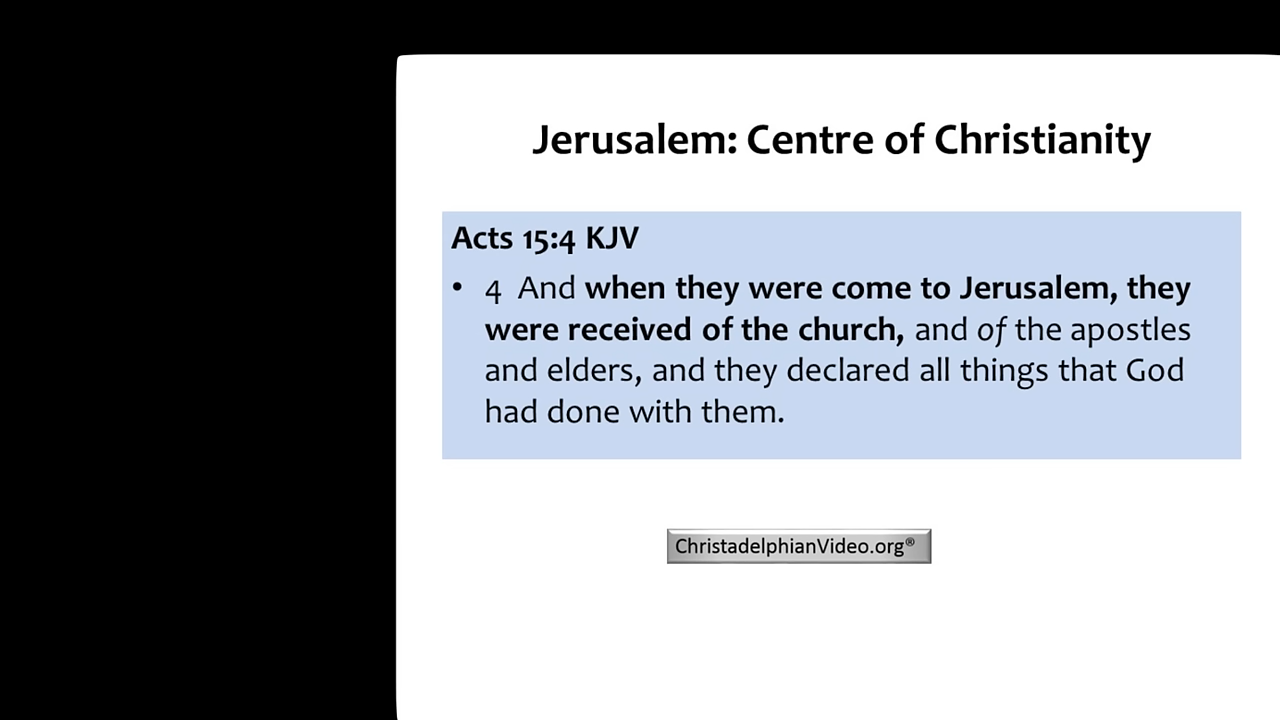 Jerusalem: Centre of Christianity
Acts 15:4 KJV
• 4 And when they were come to Jerusalem, they
were received of the church, and of the apostles
and elders, and they declared all things that God
had done with them.
ChristadelphianVideo.org®